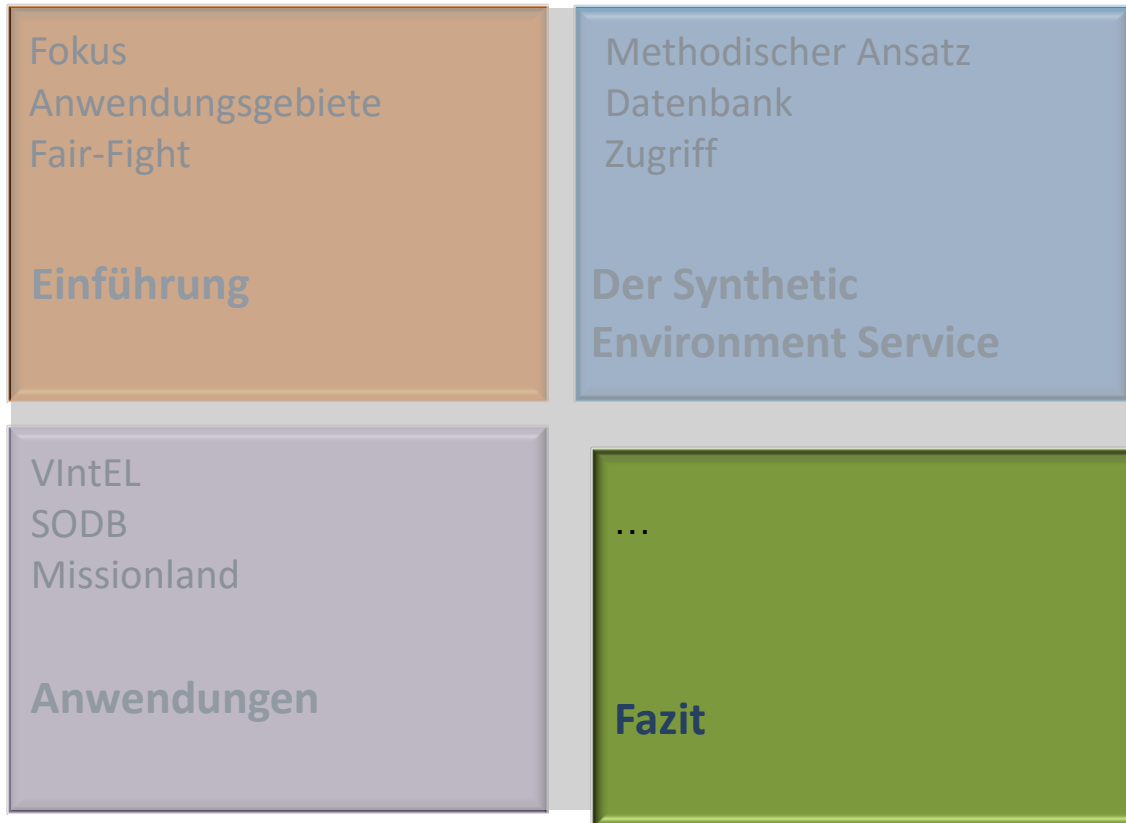 Fokus
Anwendungsgebiete
Fair-Fight
Einführung
Methodischer Ansatz
Datenbank
Zugriff
Der Synthetic
Environment Service
VIntEL
SODB
Missionland
Anwendungen
…
Fazit